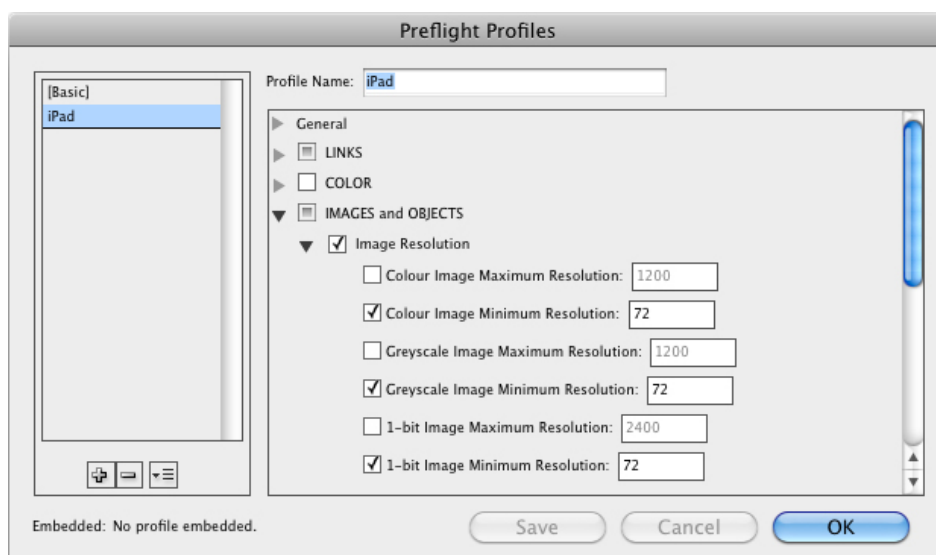 Preflight Profiles
[Basic]
iPad
Profile Name: iPad
General
LINKS
COLOR
IMAGES and OBJECTS
Image Resolution
Colour Image Maximum Resolution: 1200
Colour Image Minimum Resolution: 72
Greyscale Image Maximum Resolution: 1200
Greyscale Image Minimum Resolution: 72
1-bit Image Maximum Resolution: 2400
1-bit Image Minimum Resolution: 72
Embedded: No profile embedded.
Save Cancel OK